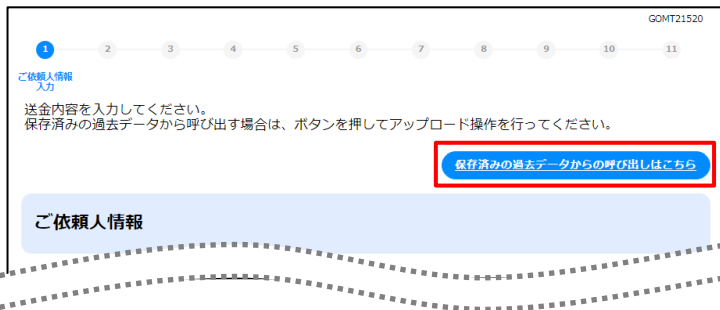 GOMT21520
1 2 3 4 5 6 7 8 9 10 11
ご依頼人情報
入力
送金内容を入力してください。
保存済みの過去データから呼び出す場合は、ボタンを押してアップロード操作を行ってください。
保存済みの過去データからの呼び出しはこちら
ご依頼人情報